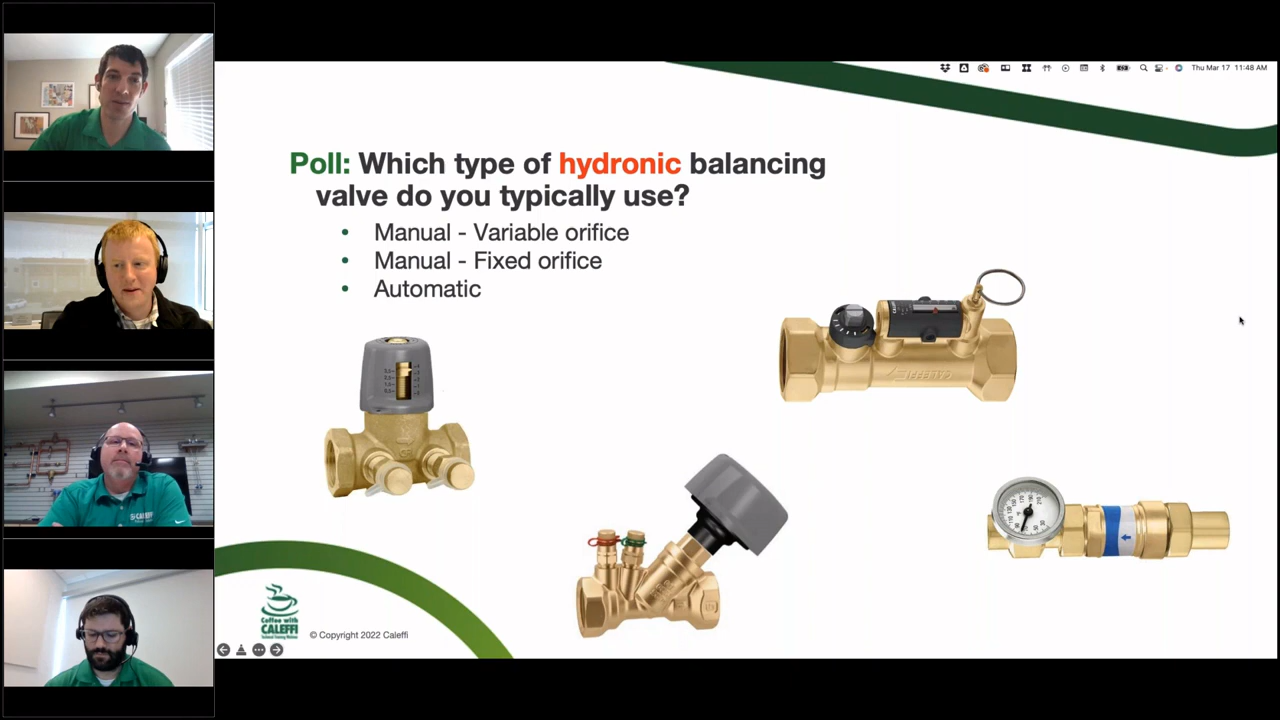 Thu Mar 17 11:48 AM
Poll: Which type of hydronic balancing
valve do you typically use?
• Manual - Variable orifice
• Manual - Fixed orifice
• Automatic
CALEFFI
Coffee with
CALEFFI
© Copyright 2022 Caleffi